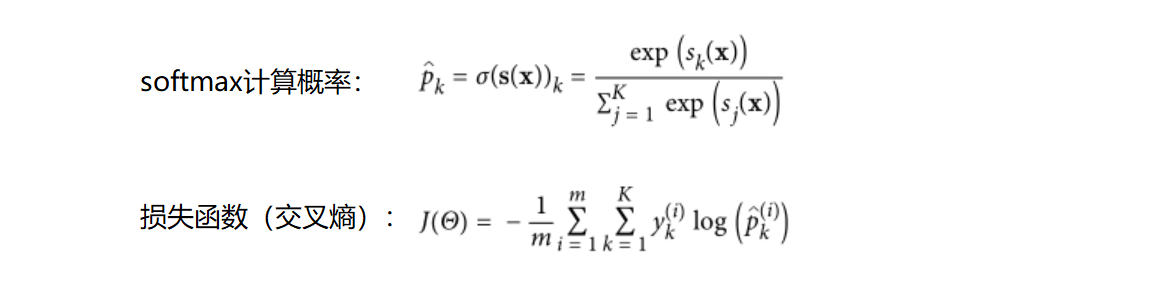 softmax计算概率： p̂_k = σ(s(x))_k = exp (s_k(x)) / Σ_{j = 1}^{K} exp (s_j(x))
损失函数（交叉熵）： J(Θ) = − 1/m Σ_{i = 1}^{m} Σ_{k = 1}^{K} y_k^{(i)} log (p̂_k^{(i)})